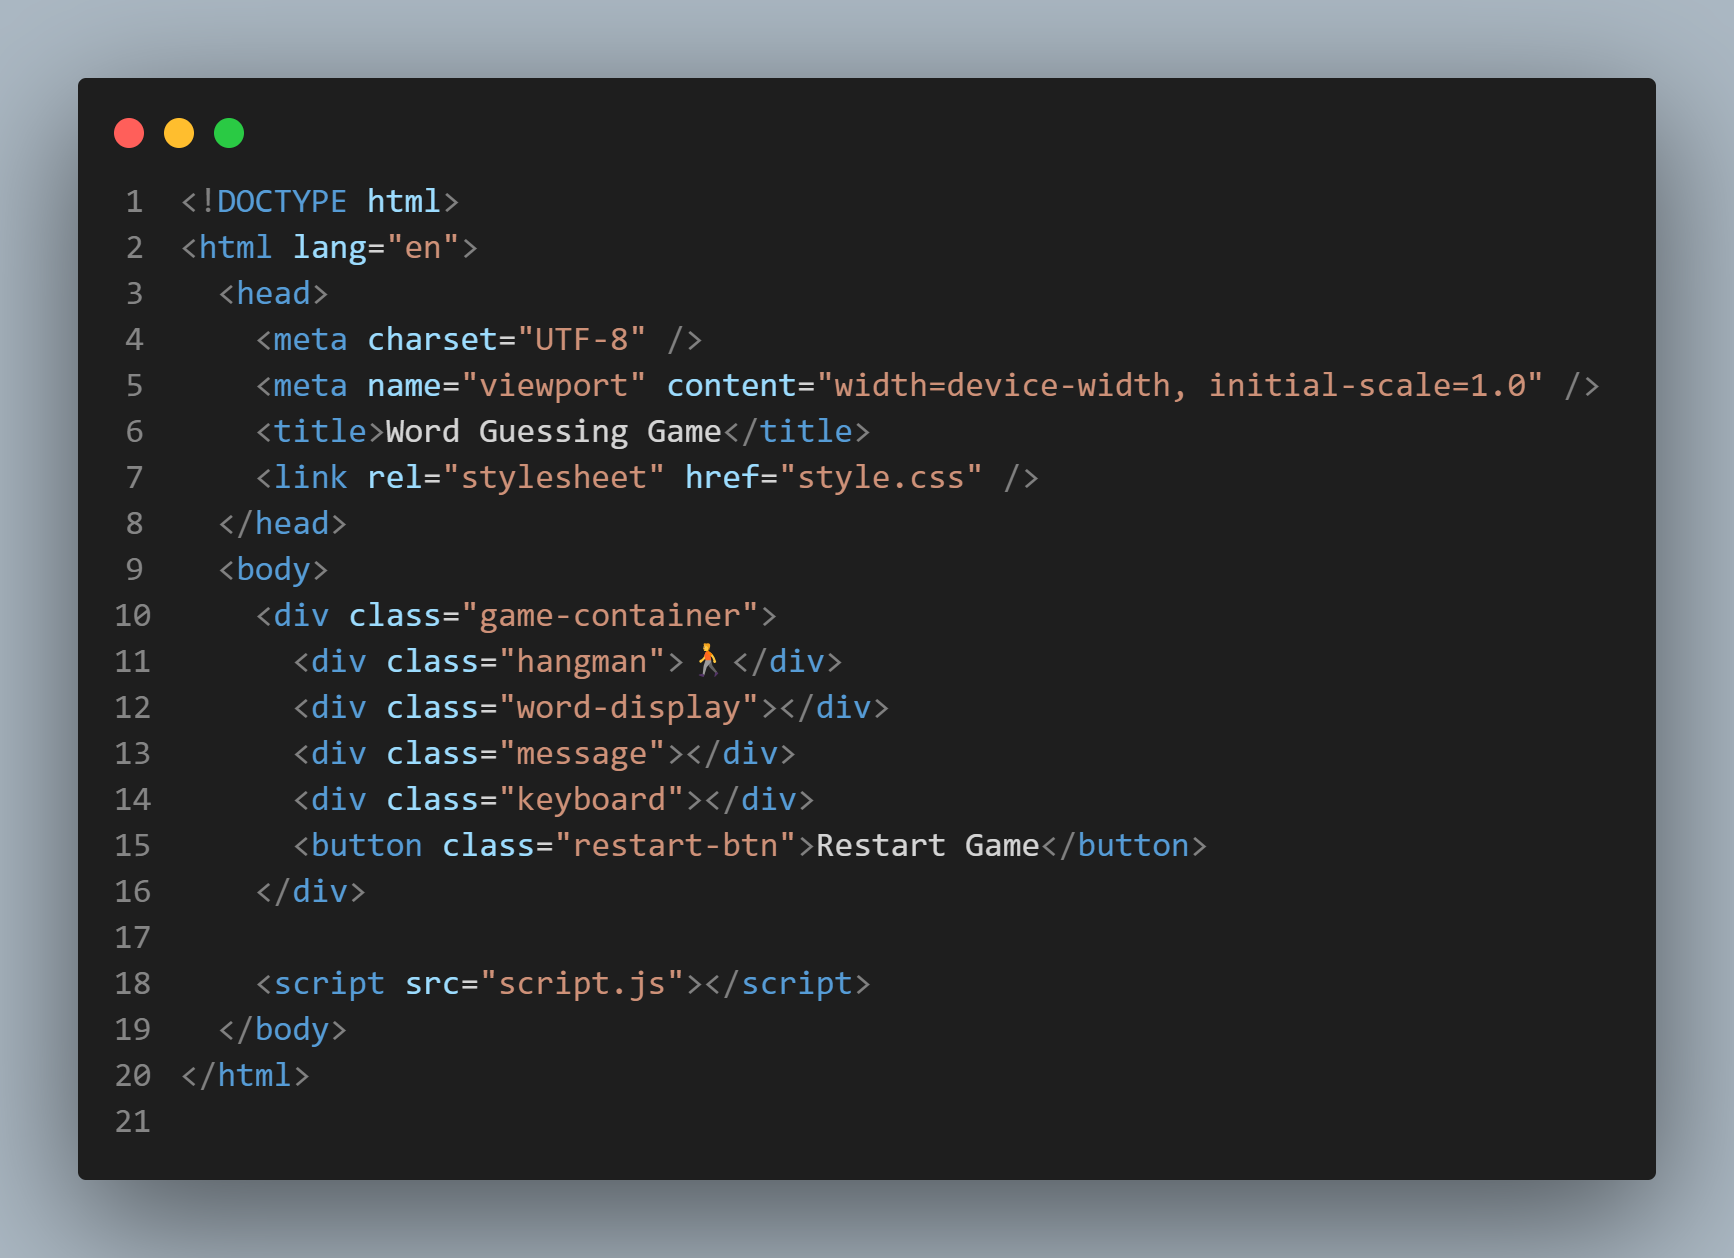 1 <!DOCTYPE html>
2 <html lang="en">
3   <head>
4     <meta charset="UTF-8" />
5     <meta name="viewport" content="width=device-width, initial-scale=1.0" />
6     <title>Word Guessing Game</title>
7     <link rel="stylesheet" href="style.css" />
8   </head>
9   <body>
10     <div class="game-container">
11       <div class="hangman">🚶</div>
12       <div class="word-display"></div>
13       <div class="message"></div>
14       <div class="keyboard"></div>
15       <button class="restart-btn">Restart Game</button>
16     </div>
17
18     <script src="script.js"></script>
19   </body>
20 </html>
21